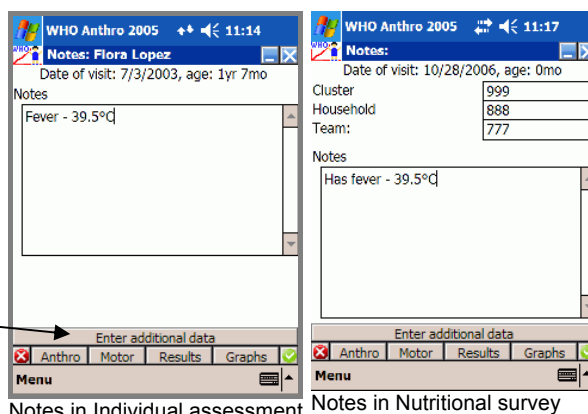 WHO Anthro 2005 11:14
Notes: Flora Lopez
Date of visit: 7/3/2003, age: 1yr 7mo
Notes
Fever - 39.5ºC
Enter additional data
Anthro Motor Results Graphs
Menu
Notes in Individual assessment
WHO Anthro 2005 11:17
Notes:
Date of visit: 10/28/2006, age: 0mo
Cluster 999
Household 888
Team: 777
Notes
Has fever - 39.5ºC
Enter additional data
Anthro Motor Results Graphs
Menu
Notes in Nutritional survey